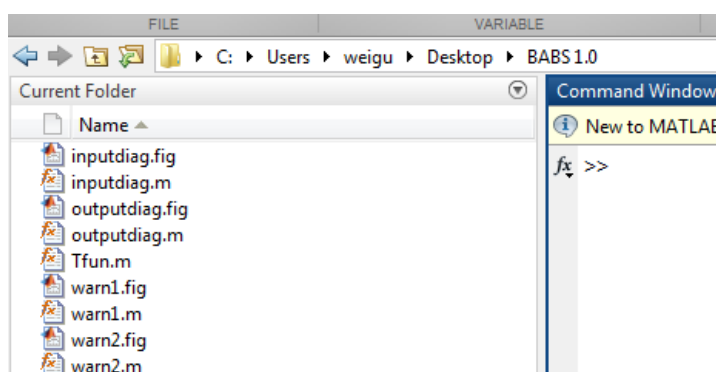 FILE VARIABLE
C: Users weigu Desktop BABS 1.0
Current Folder
Name
inputdiag.fig
inputdiag.m
outputdiag.fig
outputdiag.m
Tfun.m
warn1.fig
warn1.m
warn2.fig
warn2.m
Command Window
New to MATLAB
fx >>